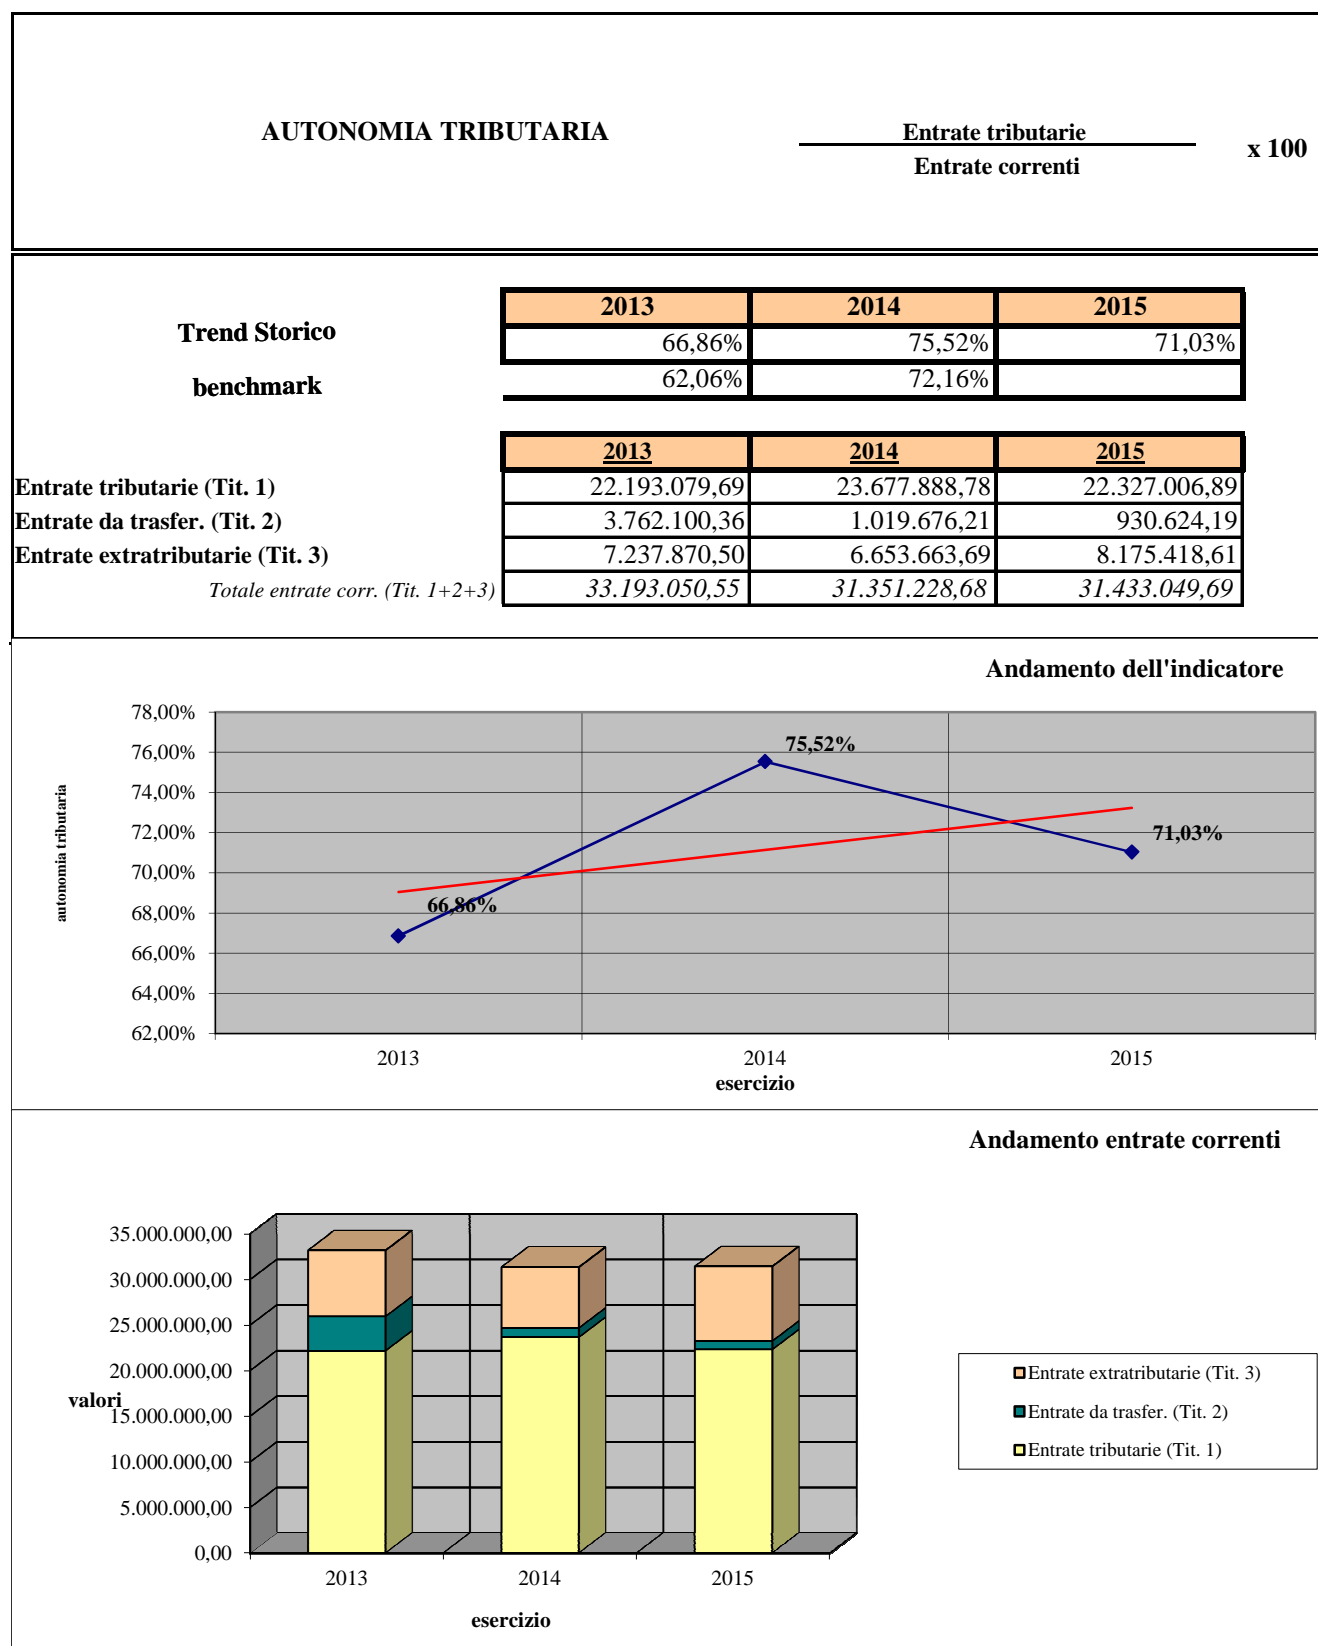 AUTONOMIA TRIBUTARIA
Entrate tributarie
Entrate correnti
x 100
2013 2014 2015
Trend Storico 66,86% 75,52% 71,03%
benchmark 62,06% 72,16%
2013 2014 2015
Entrate tributarie (Tit. 1) 22.193.079,69 23.677.888,78 22.327.006,89
Entrate da trasfer. (Tit. 2) 3.762.100,36 1.019.676,21 930.624,19
Entrate extratributarie (Tit. 3) 7.237.870,50 6.653.663,69 8.175.418,61
Totale entrate corr. (Tit. 1+2+3) 33.193.050,55 31.351.228,68 31.433.049,69
Andamento dell'indicatore
78,00%
76,00%
74,00%
72,00%
70,00%
68,00%
66,00%
64,00%
62,00%
autonomia tributaria
75,52%
71,03%
66,86%
2013 2014 2015
esercizio
Andamento entrate correnti
35.000.000,00
30.000.000,00
25.000.000,00
20.000.000,00
15.000.000,00
10.000.000,00
5.000.000,00
0,00
valori
2013 2014 2015
esercizio
Entrate extratributarie (Tit. 3)
Entrate da trasfer. (Tit. 2)
Entrate tributarie (Tit. 1)